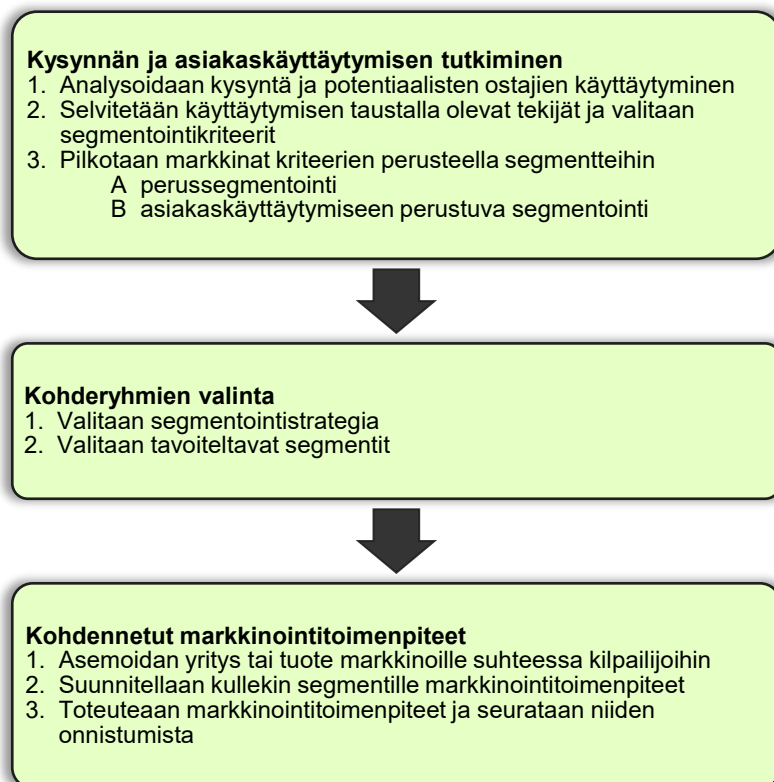 Kysynnän ja asiakaskäyttäytymisen tutkiminen
1. Analysoidaan kysyntä ja potentiaalisten ostajien käyttäytyminen
2. Selvitetään käyttäytymisen taustalla olevat tekijät ja valitaan
segmentointikriteerit
3. Pilkotaan markkinat kriteerien perusteella segmentteihin
A perussegmentointi
B asiakaskäyttäytymiseen perustuva segmentointi
Kohderyhmien valinta
1. Valitaan segmentointistrategia
2. Valitaan tavoiteltavat segmentit
Kohdennetut markkinointitoimenpiteet
1. Asemoidan yritys tai tuote markkinoille suhteessa kilpailijoihin
2. Suunnitellaan kullekin segmentille markkinointitoimenpiteet
3. Toteuteaan markkinointitoimenpiteet ja seurataan niiden
onnistumista